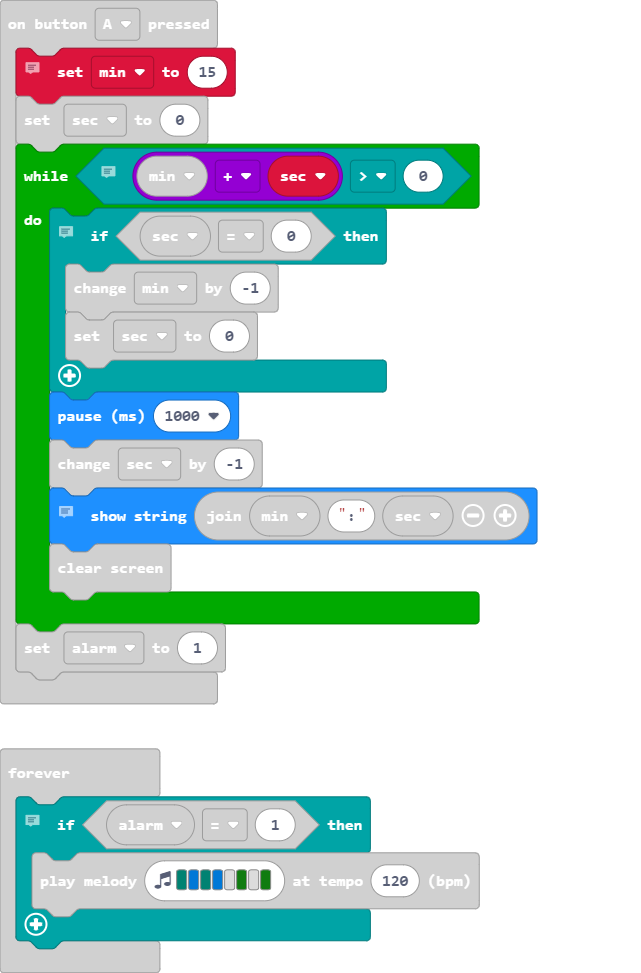 on button A pressed
set min to 15
set sec to 0
while min + sec > 0
do
if sec = 0 then
change min by -1
set sec to 0
pause (ms) 1000
change sec by -1
show string join min ":" sec
clear screen
set alarm to 1
forever
if alarm = 1 then
play melody at tempo 120 (bpm)